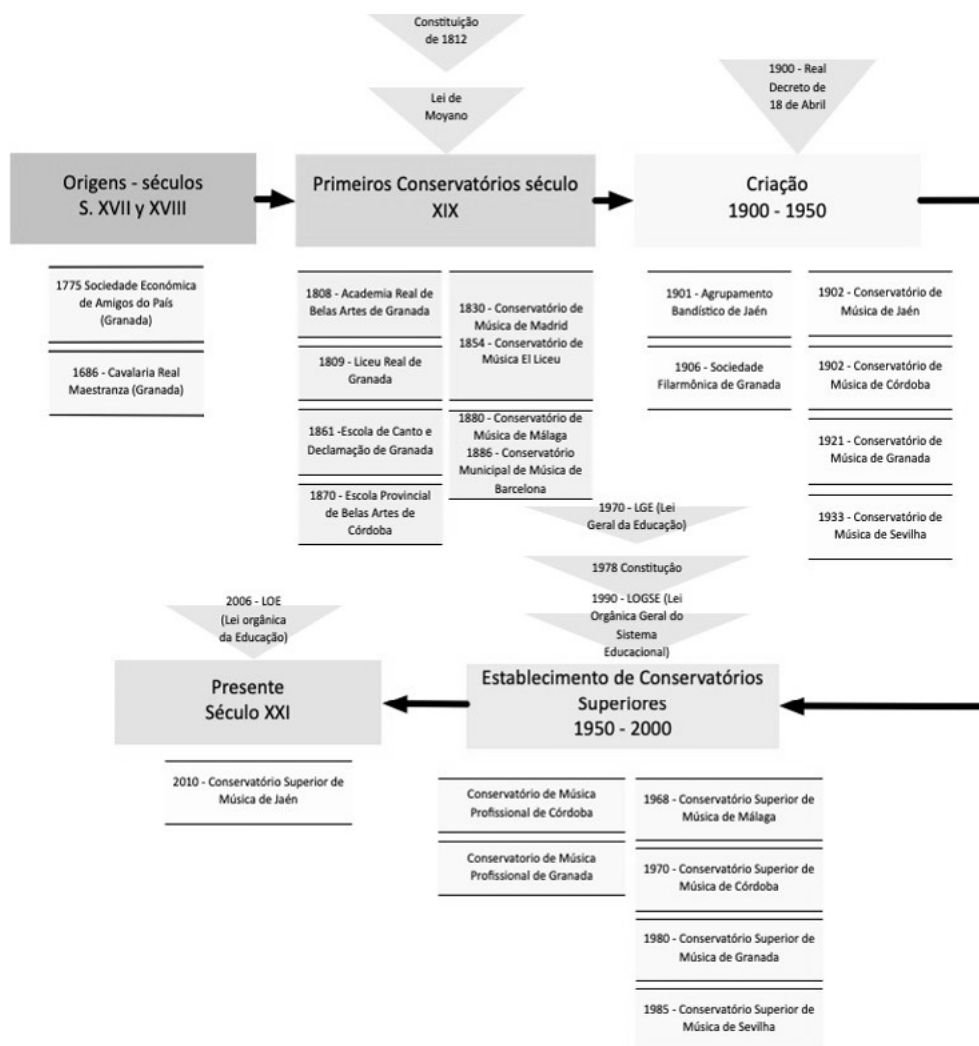 Constituição
de 1812
Lei de
Moyano
1900 - Real
Decreto de
18 de Abril
Origens - séculos
S. XVII y XVIII
Primeiros Conservatórios século
XIX
Criação
1900 - 1950
1775 Sociedade Económica
de Amigos do País
(Granada)
1686 - Cavalaria Real
Maestranza (Granada)
1808 - Academia Real de
Belas Artes de Granada
1809 - Liceu Real de
Granada
1861 -Escola de Canto e
Declamação de Granada
1870 - Escola Provincial
de Belas Artes de
Córdoba
1830 - Conservatório de
Música de Madrid
1854 - Conservatório de
Música El Liceu
1880 - Conservatório de
Música de Málaga
1886 - Conservatório
Municipal de Música de
Barcelona
1901 - Agrupamento
Bandístico de Jaén
1906 - Sociedade
Filarmônica de Granada
1902 - Conservatório de
Música de Jaén
1902 - Conservatório de
Música de Córdoba
1921 - Conservatório de
Música de Granada
1933 - Conservatório de
Música de Sevilha
1970 - LGE (Lei
Geral da Educação)
1978 Constitução
1990 - LOGSE (Lei
Orgânica Geral do
Sistema
Educacional)
2006 - LOE
(Lei orgânica
da Educação)
Establecimento de Conservatórios
Superiores
1950 - 2000
Presente
Século XXI
2010 - Conservatório Superior de
Música de Jaén
Conservatório de Música
Profissional de Córdoba
Conservatorio de Música
Profissional de Granada
1968 - Conservatório Superior de
Música de Málaga
1970 - Conservatório Superior de
Música de Córdoba
1980 - Conservatório Superior de
Música de Granada
1985 - Conservatório Superior de
Música de Sevilha